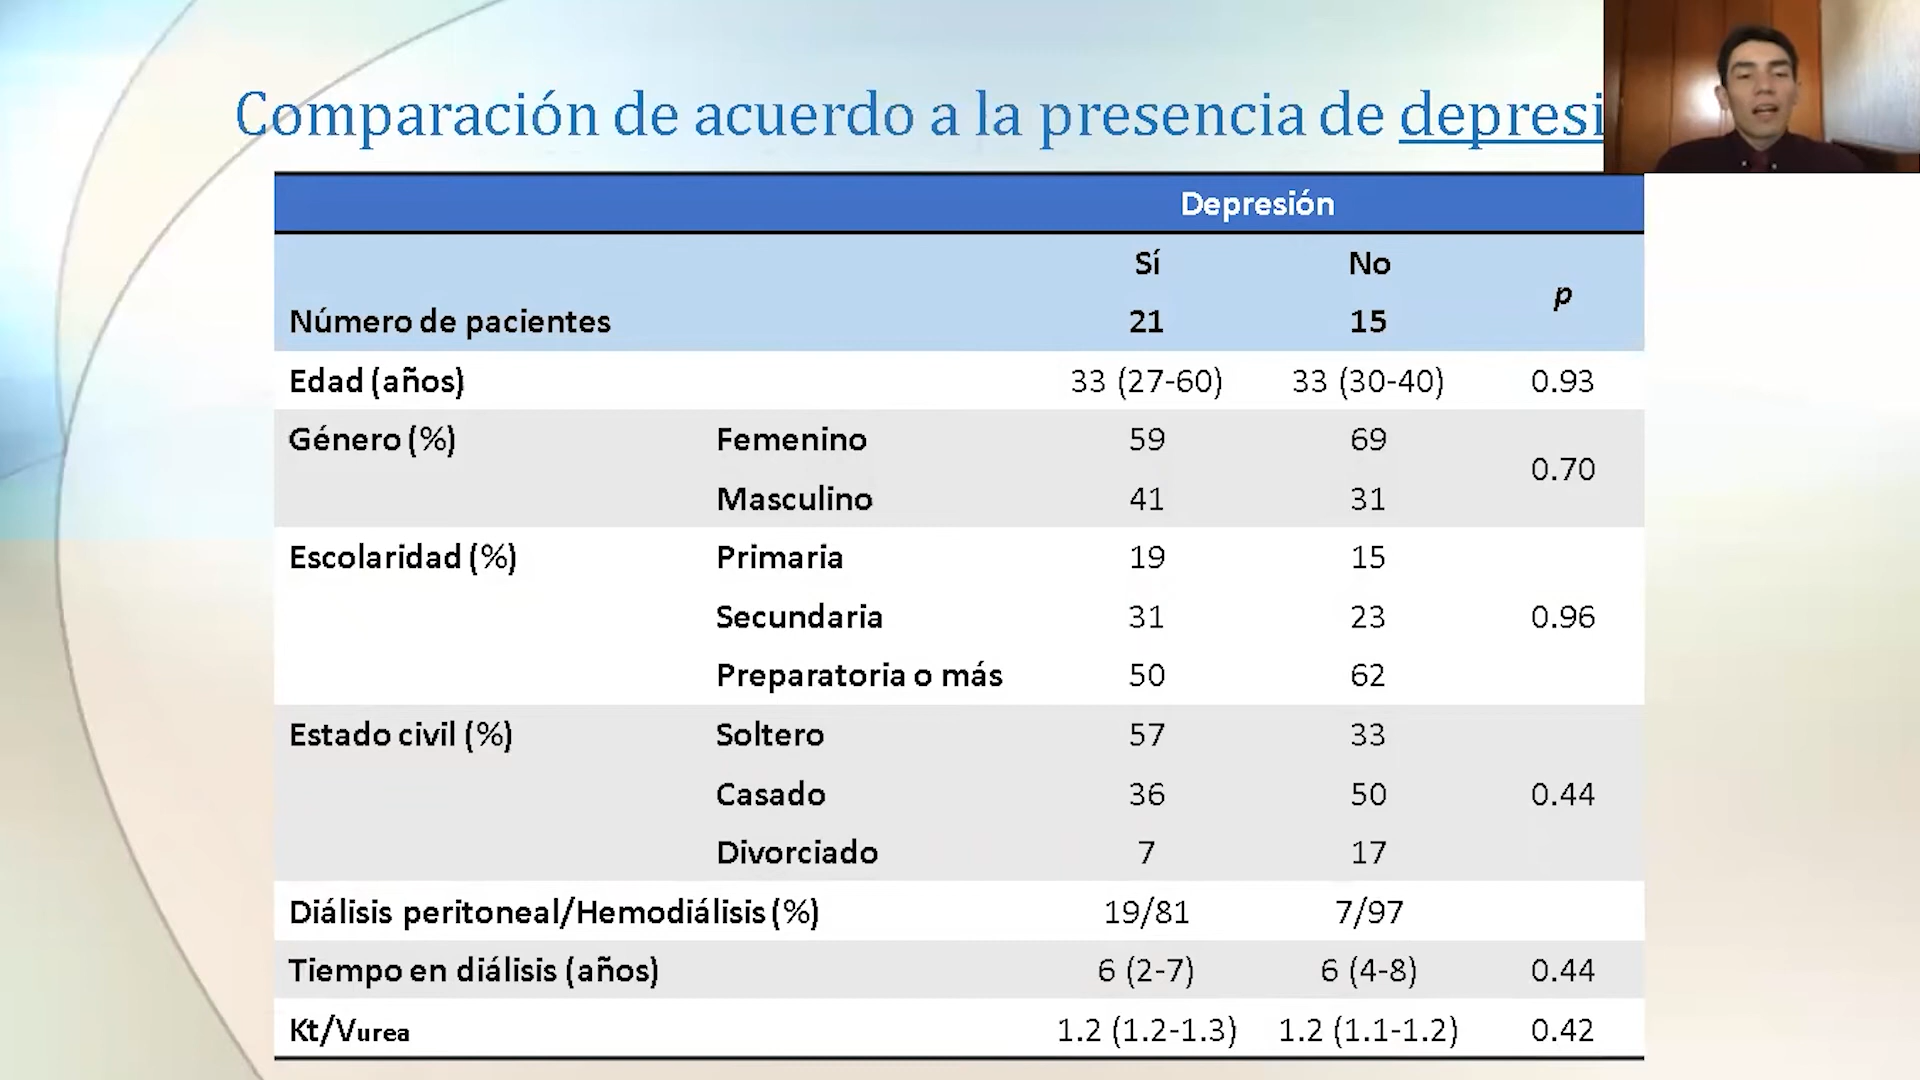 Comparación de acuerdo a la presencia de depresi
Depresión
Sí No
p
Número de pacientes 21 15
Edad (años) 33 (27-60) 33 (30-40) 0.93
Género (%) Femenino 59 69
0.70
Masculino 41 31
Escolaridad (%) Primaria 19 15
Secundaria 31 23 0.96
Preparatoria o más 50 62
Estado civil (%) Soltero 57 33
Casado 36 50 0.44
Divorciado 7 17
Diálisis peritoneal/Hemodiálisis (%) 19/81 7/97
Tiempo en diálisis (años) 6 (2-7) 6 (4-8) 0.44
Kt/Vurea 1.2 (1.2-1.3) 1.2 (1.1-1.2) 0.42